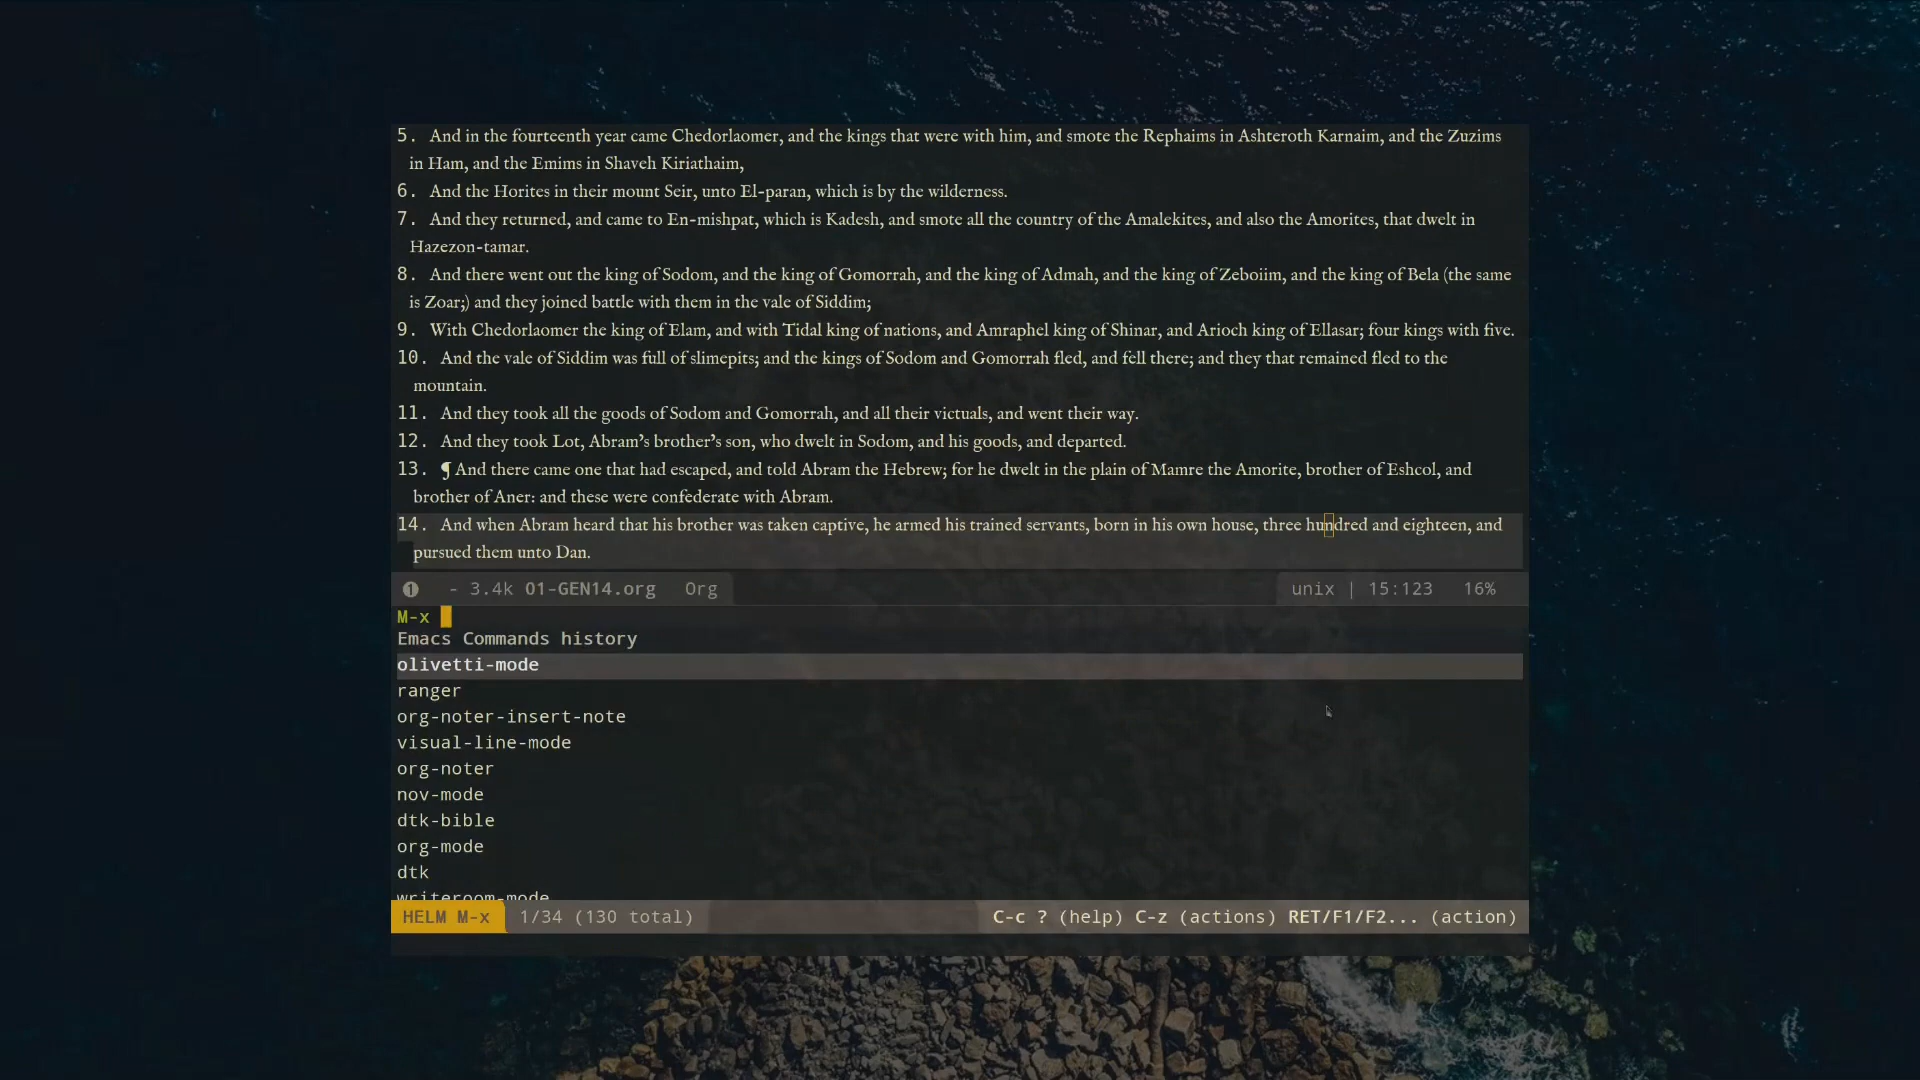 5. And in the fourteenth year came Chedorlaomer, and the kings that were with him, and smote the Rephaims in Ashteroth Karnaim, and the Zuzims
in Ham, and the Emims in Shaveh Kiriathaim,
6. And the Horites in their mount Seir, unto El-paran, which is by the wilderness.
7. And they returned, and came to En-mishpat, which is Kadesh, and smote all the country of the Amalekites, and also the Amorites, that dwelt in
Hazezon-tamar.
8. And there went out the king of Sodom, and the king of Gomorrah, and the king of Admah, and the king of Zeboiim, and the king of Bela (the same
is Zoar;) and they joined battle with them in the vale of Siddim;
9. With Chedorlaomer the king of Elam, and with Tidal king of nations, and Amraphel king of Shinar, and Arioch king of Ellasar; four kings with five.
10. And the vale of Siddim was full of slimepits; and the kings of Sodom and Gomorrah fled, and fell there; and they that remained fled to the
mountain.
11. And they took all the goods of Sodom and Gomorrah, and all their victuals, and went their way.
12. And they took Lot, Abram's brother's son, who dwelt in Sodom, and his goods, and departed.
13. ¶ And there came one that had escaped, and told Abram the Hebrew; for he dwelt in the plain of Mamre the Amorite, brother of Eshcol, and
brother of Aner: and these were confederate with Abram.
14. And when Abram heard that his brother was taken captive, he armed his trained servants, born in his own house, three hundred and eighteen, and
pursued them unto Dan.
❶ - 3.4k 01-GEN14.org Org unix | 15:123 16%
M-x
Emacs Commands history
olivetti-mode
ranger
org-noter-insert-note
visual-line-mode
org-noter
nov-mode
dtk-bible
org-mode
dtk
writeroom-mode
HELM M-x 1/34 (130 total) C-c ? (help) C-z (actions) RET/F1/F2... (action)